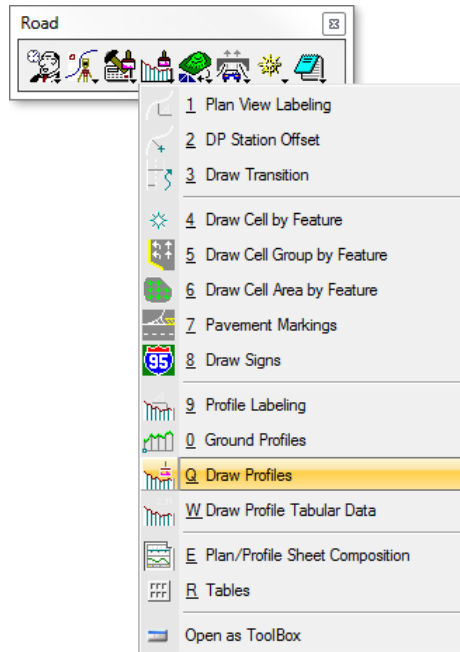 Road
1 Plan View Labeling
2 DP Station Offset
3 Draw Transition
4 Draw Cell by Feature
5 Draw Cell Group by Feature
6 Draw Cell Area by Feature
7 Pavement Markings
95
8 Draw Signs
9 Profile Labeling
0 Ground Profiles
Q Draw Profiles
W Draw Profile Tabular Data
E Plan/Profile Sheet Composition
R Tables
Open as ToolBox